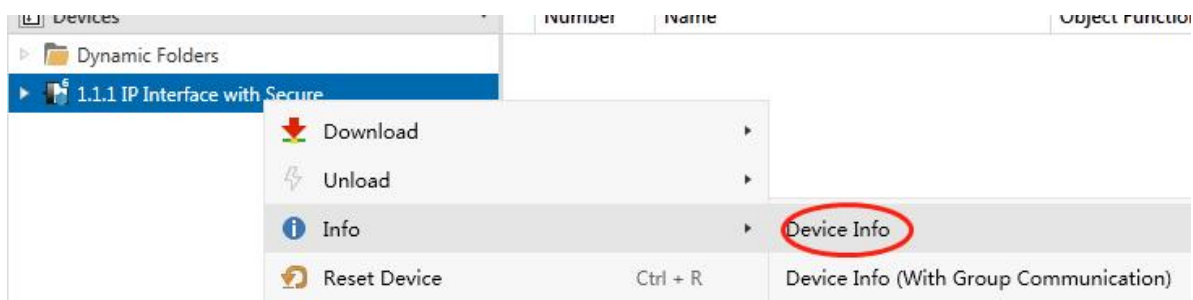 Devices Number Name Object Function
Dynamic Folders
1.1.1 IP Interface with Secure
Download
Unload
Info Device Info
Reset Device Ctrl + R Device Info (With Group Communication)